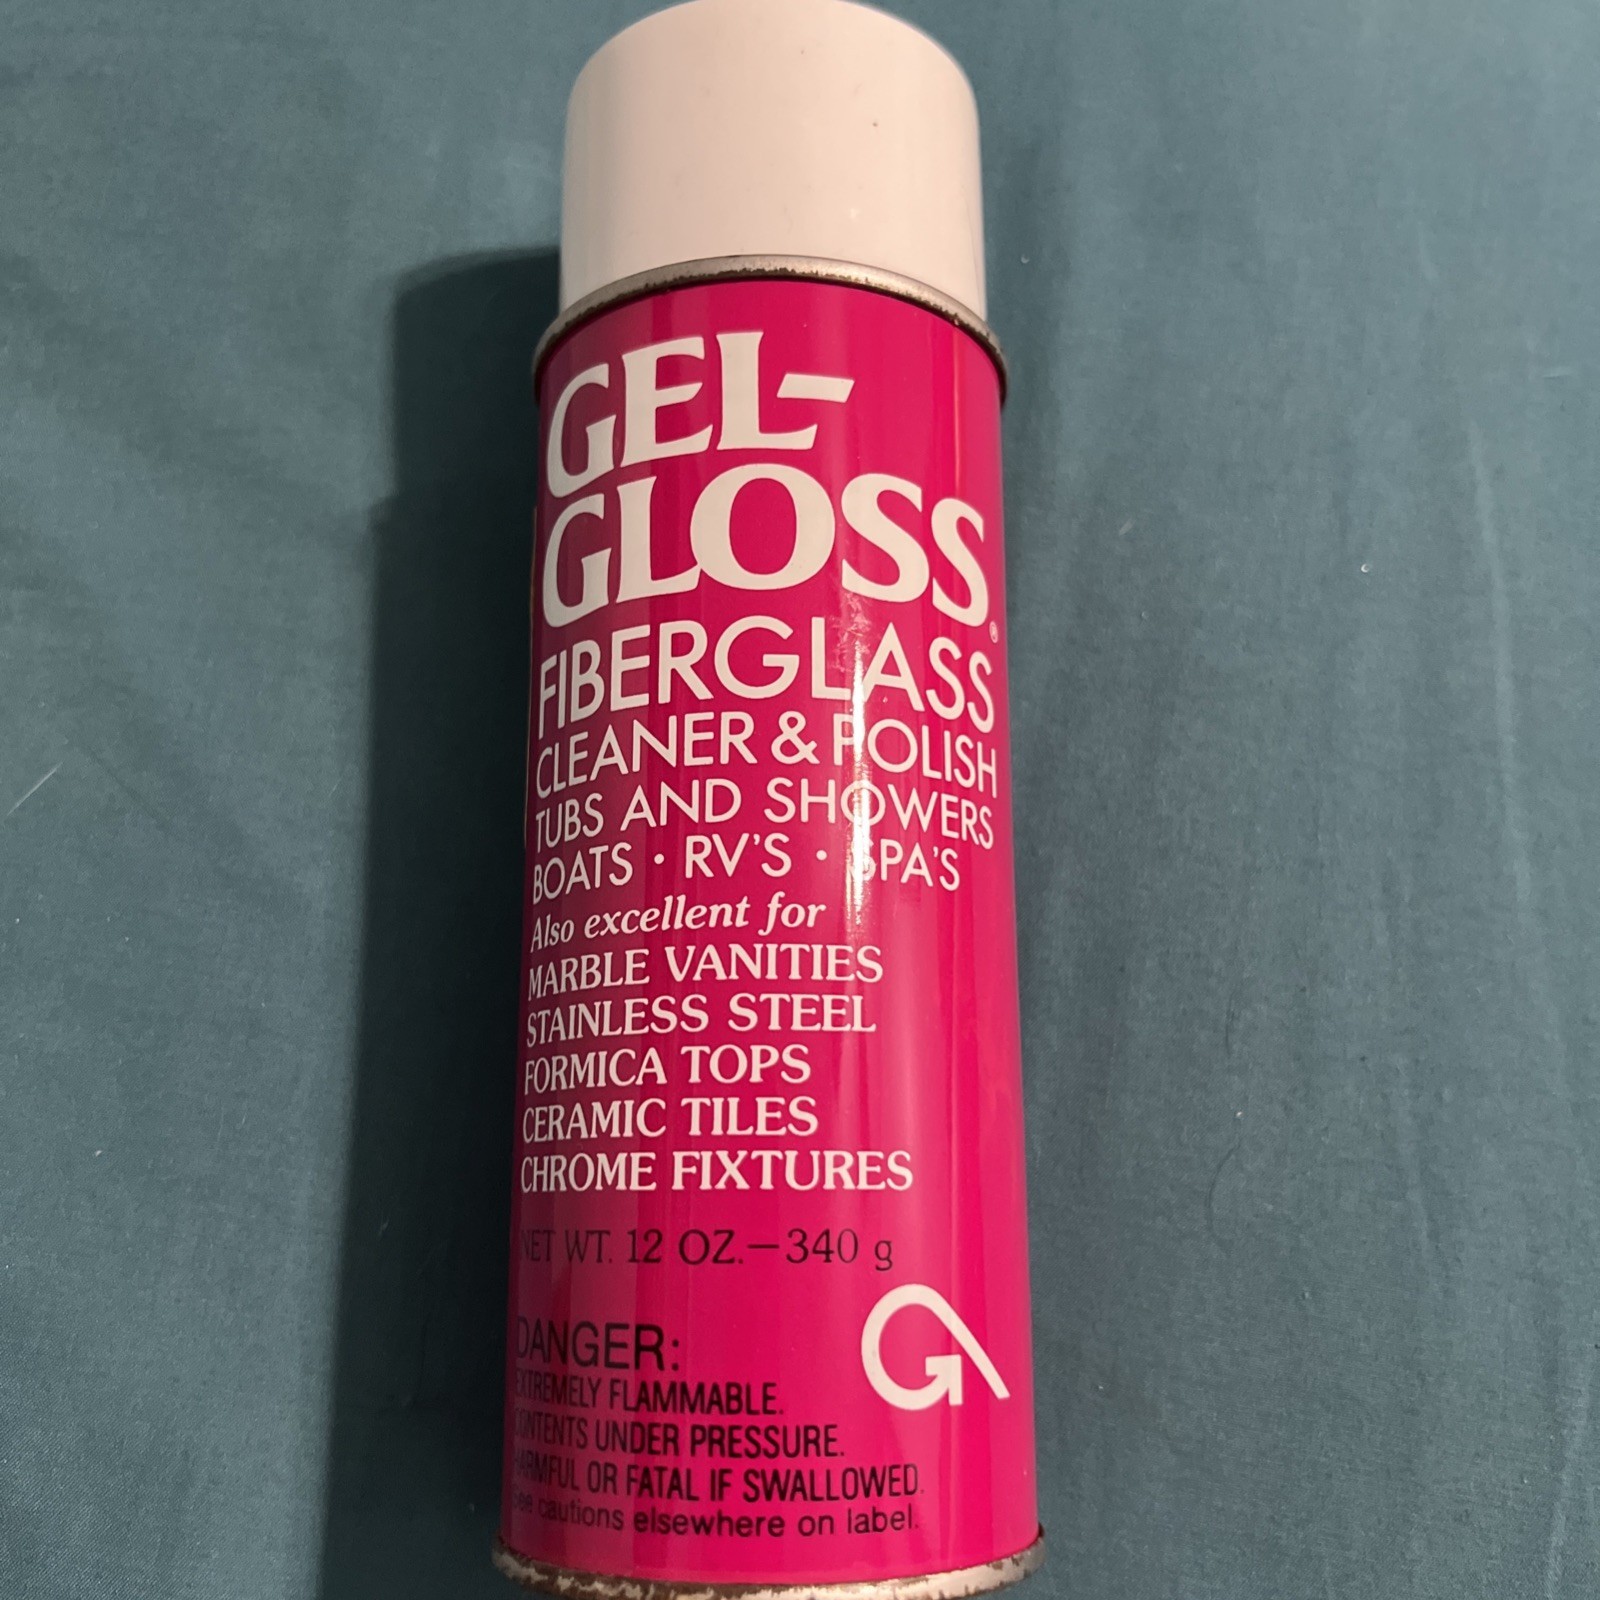 GEL-
GLOSS®
FIBERGLASS
CLEANER & POLISH
TUBS AND SHOWERS
BOATS • RV'S • SPA'S
Also excellent for
MARBLE VANITIES
STAINLESS STEEL
FORMICA TOPS
CERAMIC TILES
CHROME FIXTURES
NET WT. 12 OZ.—340 g
G
DANGER:
EXTREMELY FLAMMABLE.
CONTENTS UNDER PRESSURE.
HARMFUL OR FATAL IF SWALLOWED.
See cautions elsewhere on label.